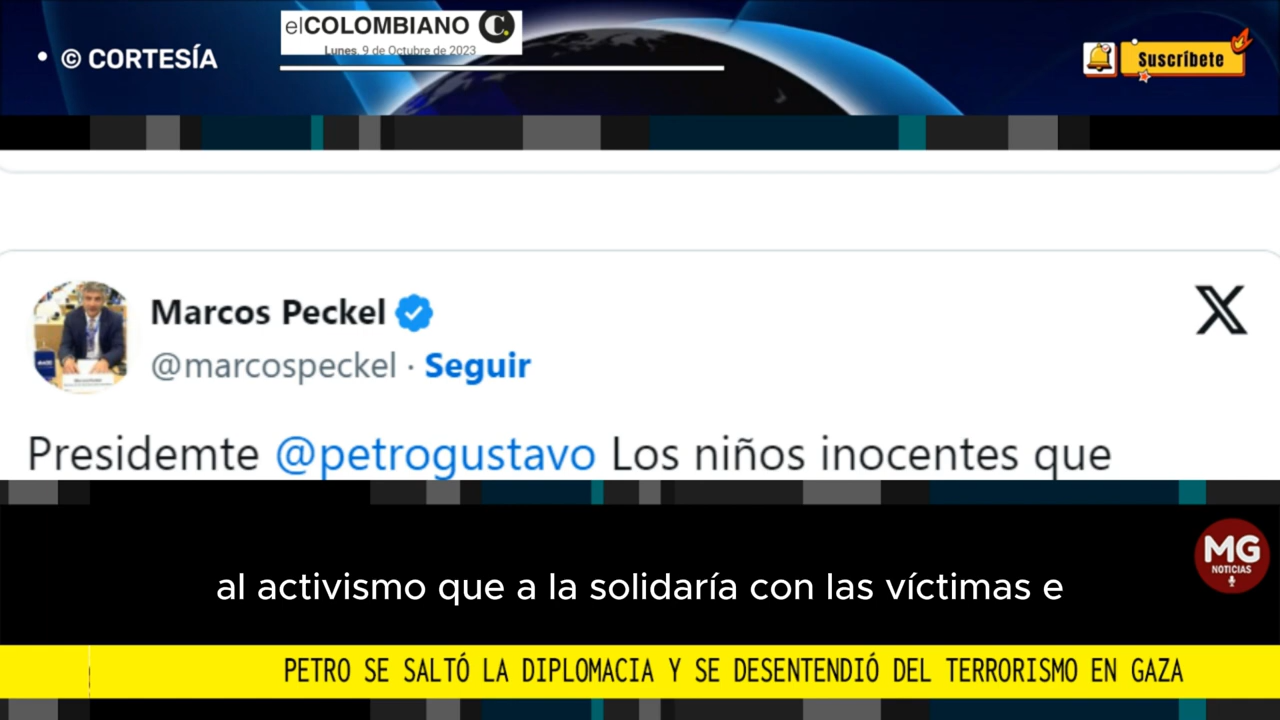 • © CORTESÍA
elCOLOMBIANO C.
Lunes, 9 de Octubre de 2023
Suscríbete
Marcos Peckel
@marcospeckel · Seguir
Presidemte @petrogustavo Los niños inocentes que
MG
NOTICIAS
al activismo que a la solidaría con las víctimas e
PETRO SE SALTÓ LA DIPLOMACIA Y SE DESENTENDIÓ DEL TERRORISMO EN GAZA